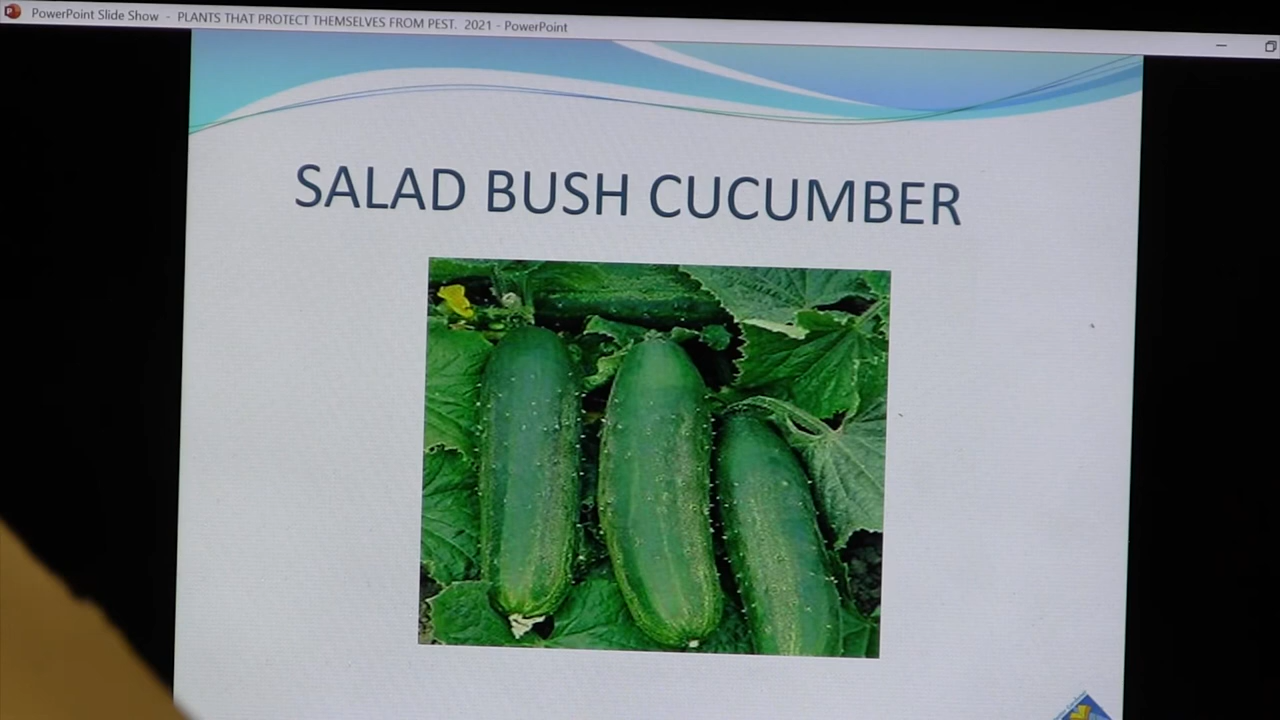 PowerPoint Slide Show - PLANTS THAT PROTECT THEMSELVES FROM PEST. 2021 - PowerPoint
SALAD BUSH CUCUMBER